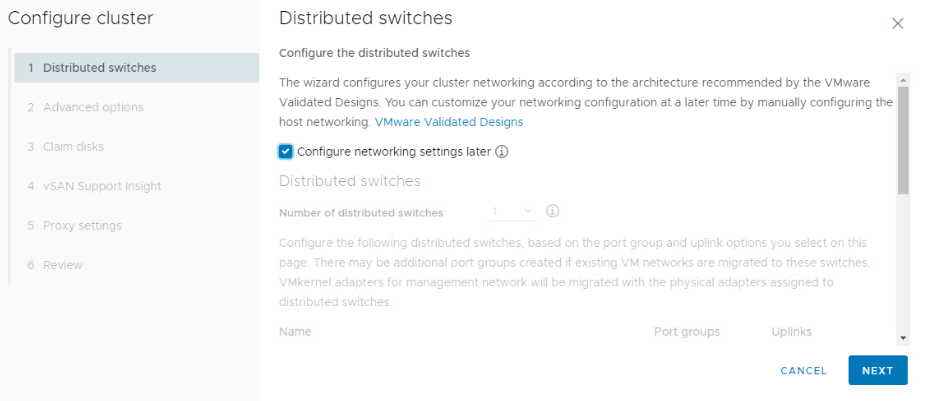 Configure cluster
1 Distributed switches
2 Advanced options
3 Claim disks
4 vSAN Support Insight
5 Proxy settings
6 Review
Distributed switches
Configure the distributed switches
The wizard configures your cluster networking according to the architecture recommended by the VMware
Validated Designs. You can customize your networking configuration at a later time by manually configuring the
host networking. VMware Validated Designs
Configure networking settings later
Distributed switches
Number of distributed switches 1
Configure the following distributed switches, based on the port group and uplink options you select on this
page. There may be additional port groups created if existing VM networks are migrated to these switches.
VMkernel adapters for management network will be migrated with the physical adapters assigned to
distributed switches.
Name Port groups Uplinks
CANCEL NEXT